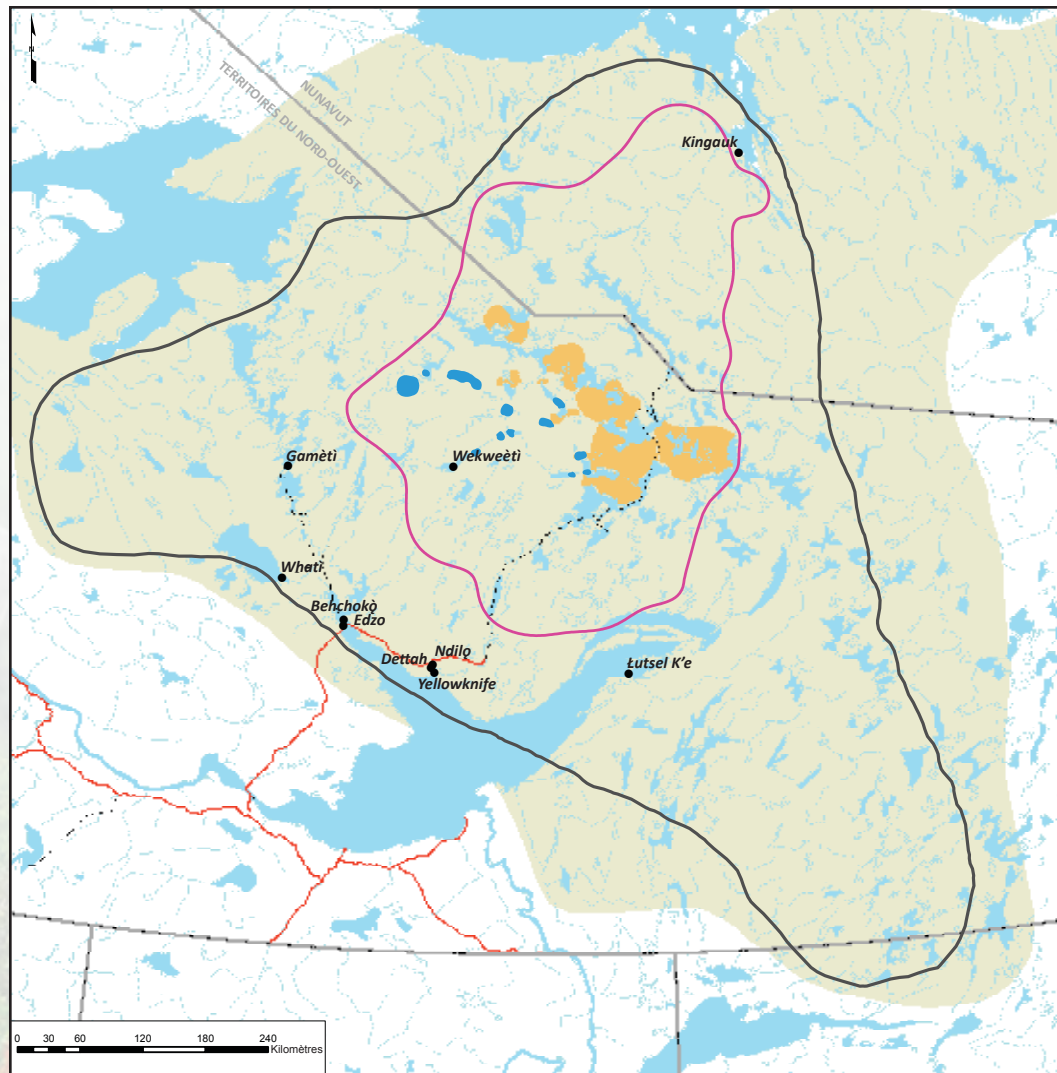 N
NUNAVUT
TERRITOIRES DU NORD-OUEST
Kingauk
Gamètì
Wekweètì
Whatì
Behchokǫ̀
Edzo
Ndilo
Dettah
Yellowknife
Łutsel K’e
0 30 60 120 180 240
Kilomètres